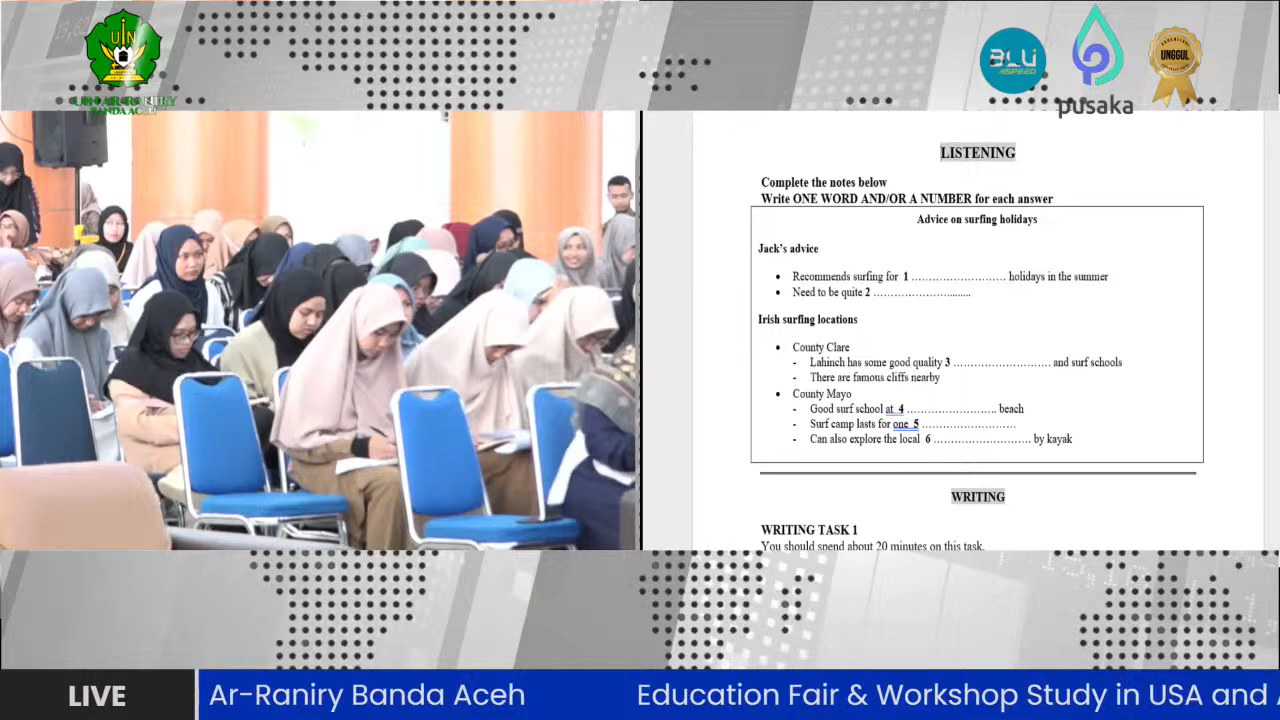 UIN
UIN AR-RANIRY
BANDA ACEH
BLU
SPEED
pusaka
UNGGUL
LISTENING
Complete the notes below
Write ONE WORD AND/OR A NUMBER for each answer
Advice on surfing holidays
Jack's advice
• Recommends surfing for 1 ……………………… holidays in the summer
• Need to be quite 2 …………………........
Irish surfing locations
• County Clare
- Lahinch has some good quality 3 ………………………. and surf schools
- There are famous cliffs nearby
• County Mayo
- Good surf school at 4 ……………………. beach
- Surf camp lasts for one 5 ………………………
- Can also explore the local 6 ………………………. by kayak
WRITING
WRITING TASK 1
You should spend about 20 minutes on this task.
LIVE
Ar-Raniry Banda Aceh Education Fair & Workshop Study in USA and